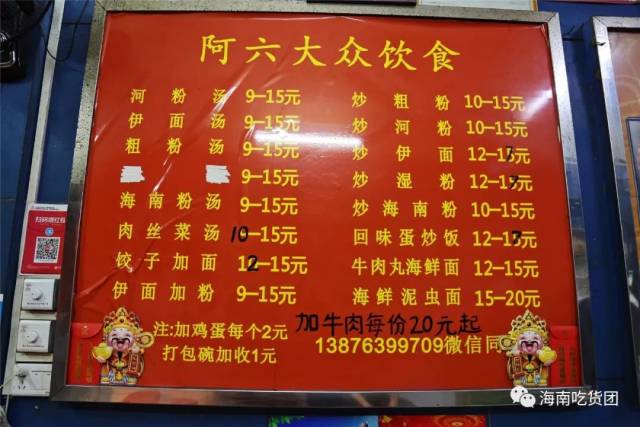 阿六大众饮食
河粉汤 9-15元
伊面汤 9-15元
粗粉汤 9-15元
9-15元
海南粉汤 9-15元
肉丝菜汤 10-15元
饺子加面 12-15元
伊面加粉 9-15元
炒粗粉 10-15元
炒河粉 10-15元
炒伊面 12-13元
炒湿粉 12-13元
炒海南粉 10-15元
回味蛋炒饭 12-13元
牛肉丸海鲜面 12-15元
海鲜泥虫面 15-20元
注:加鸡蛋每个2元
打包碗加收1元
加牛肉每份20元起
13876399709微信同
海南吃货团